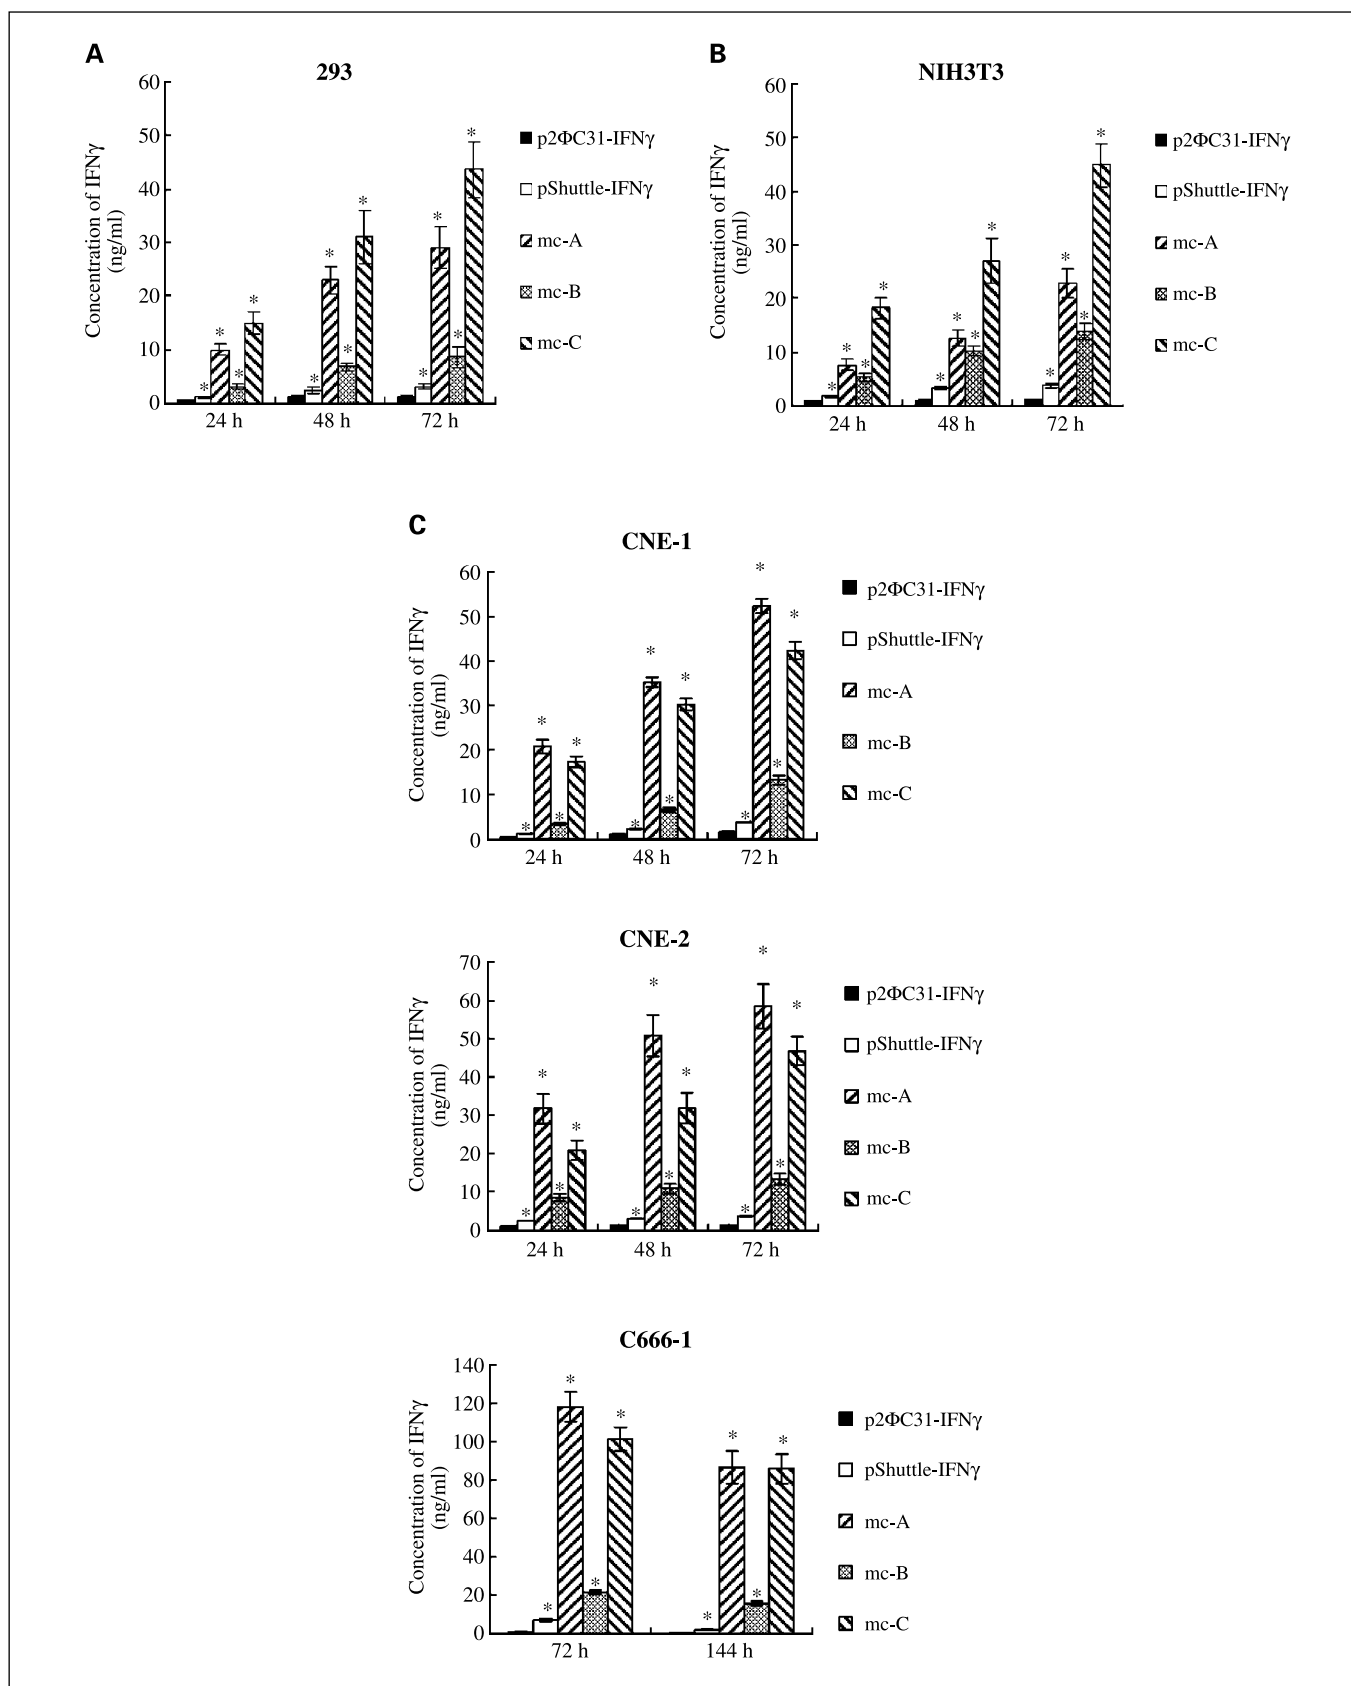 A
293
Concentration of IFNγ
(ng/ml)
60
50
40
30
20
10
0
*
*
*
*
*
*
*
*
*
*
*
*
24 h
48 h
72 h
p2ΦC31-IFNγ
pShuttle-IFNγ
mc-A
mc-B
mc-C
B
NIH3T3
Concentration of IFNγ
(ng/ml)
60
50
40
30
20
10
0
*
*
*
*
*
*
*
*
*
*
*
*
24 h
48 h
72 h
p2ΦC31-IFNγ
pShuttle-IFNγ
mc-A
mc-B
mc-C
C
CNE-1
Concentration of IFNγ
(ng/ml)
60
50
40
30
20
10
0
*
*
*
*
*
*
*
*
*
*
*
*
24 h
48 h
72 h
p2ΦC31-IFNγ
pShuttle-IFNγ
mc-A
mc-B
mc-C
CNE-2
Concentration of IFNγ
(ng/ml)
70
60
50
40
30
20
10
0
*
*
*
*
*
*
*
*
*
*
*
*
24 h
48 h
72 h
p2ΦC31-IFNγ
pShuttle-IFNγ
mc-A
mc-B
mc-C
C666-1
Concentration of IFNγ
(ng/ml)
140
120
100
80
60
40
20
0
*
*
*
*
*
*
*
*
72 h
144 h
p2ΦC31-IFNγ
pShuttle-IFNγ
mc-A
mc-B
mc-C